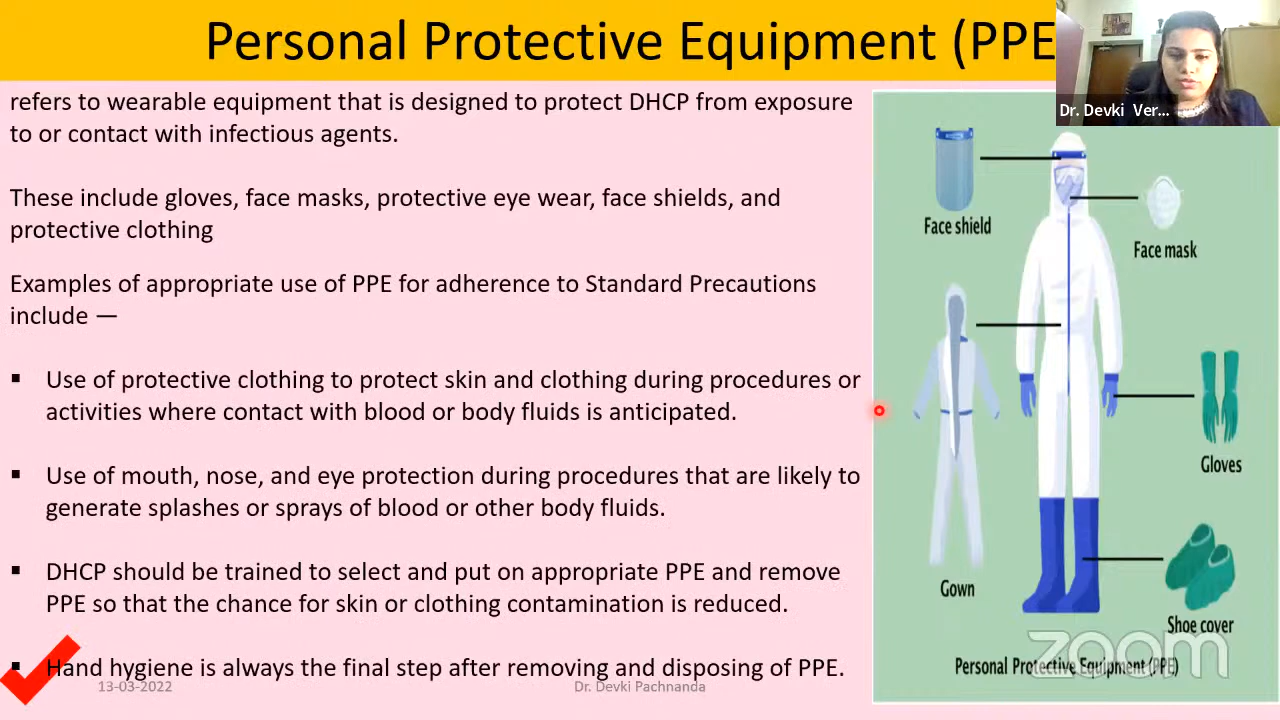 Personal Protective Equipment (PPE
Dr. Devki Ver...
refers to wearable equipment that is designed to protect DHCP from exposure
to or contact with infectious agents.
These include gloves, face masks, protective eye wear, face shields, and
protective clothing
Examples of appropriate use of PPE for adherence to Standard Precautions
include —
▪ Use of protective clothing to protect skin and clothing during procedures or
activities where contact with blood or body fluids is anticipated.
▪ Use of mouth, nose, and eye protection during procedures that are likely to
generate splashes or sprays of blood or other body fluids.
▪ DHCP should be trained to select and put on appropriate PPE and remove
PPE so that the chance for skin or clothing contamination is reduced.
▪ Hand hygiene is always the final step after removing and disposing of PPE.
13-03-2022
Dr. Devki Pachnanda
Face shield
Face mask
Gloves
Gown
Shoe cover
Personal Protective Equipment (PPE)
zoom